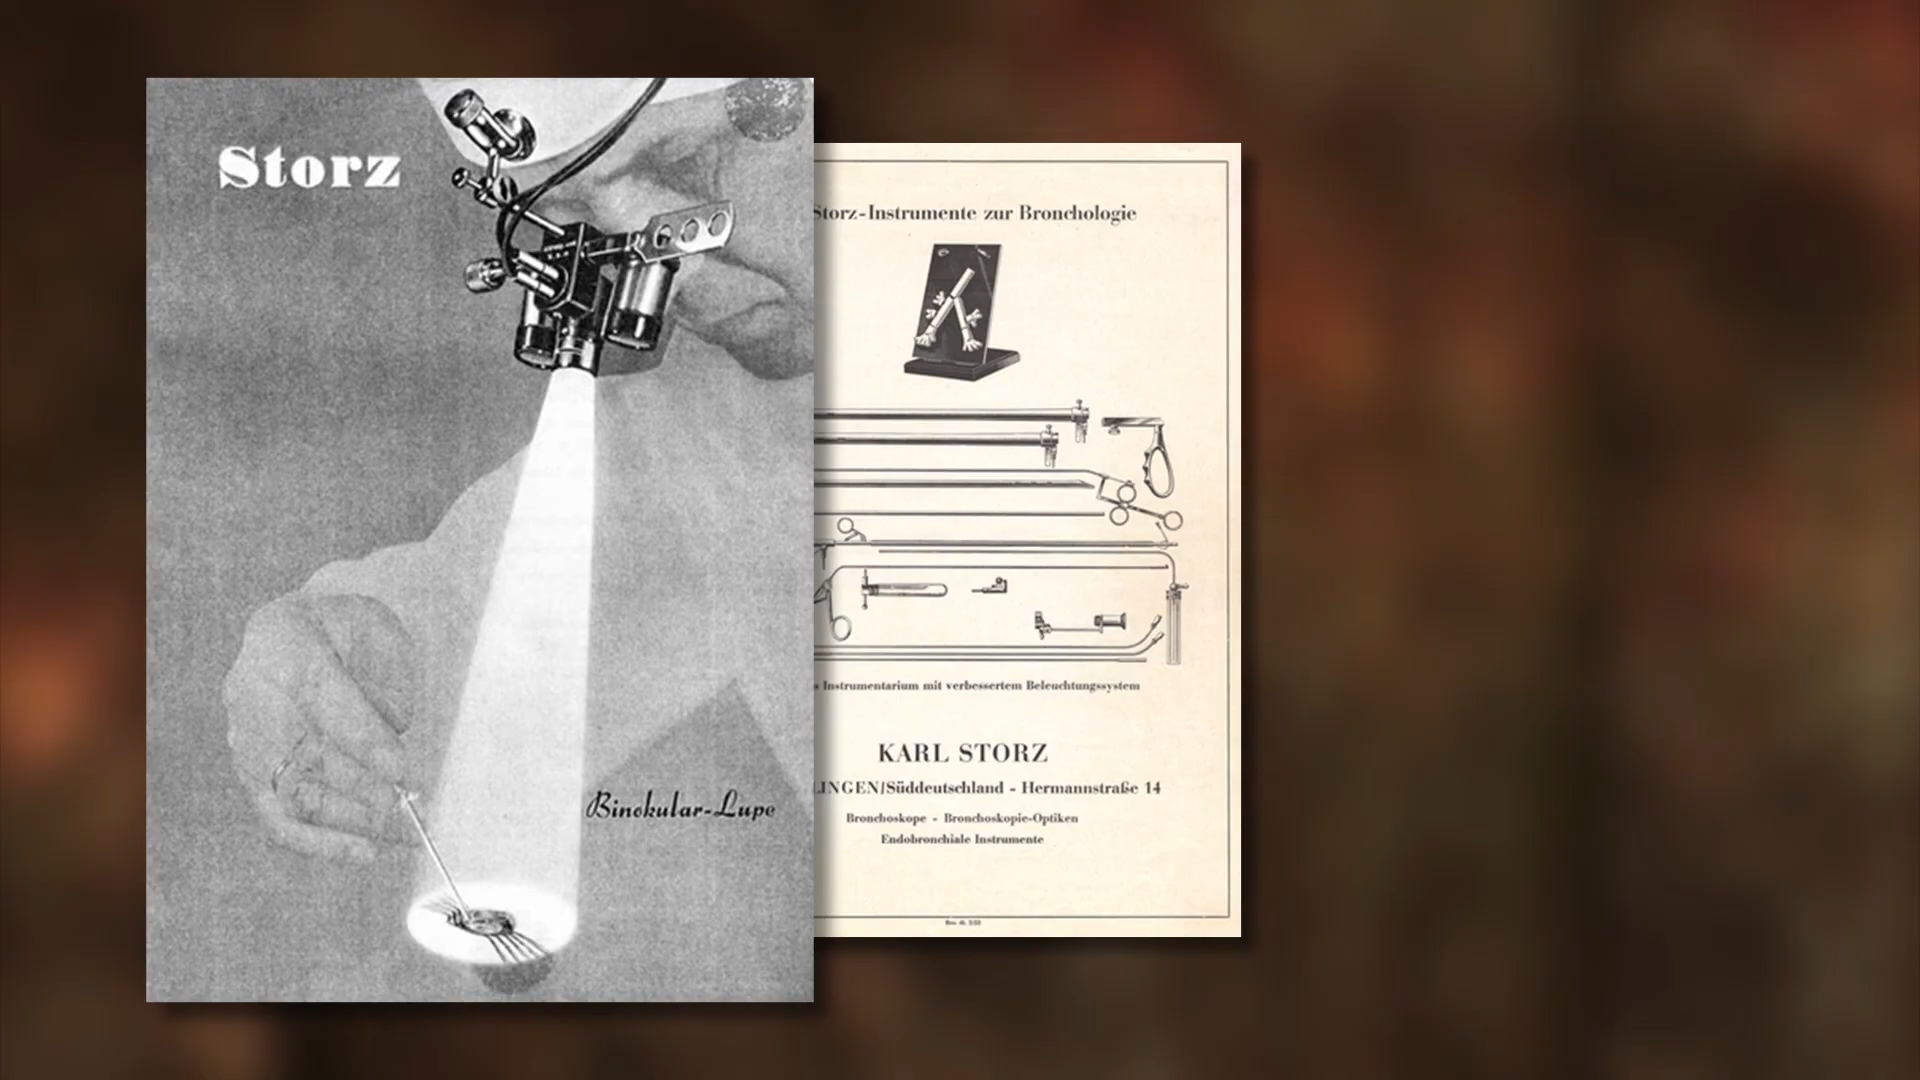 Storz
Binokular-Lupe
Storz-Instrumente zur Bronchologie
Instrumentarium mit verbessertem Beleuchtungssystem
KARL STORZ
LINGEN/Süddeutschland - Hermannstraße 14
Bronchoskope - Bronchoskopie-Optiken
Endobronchiale Instrumente